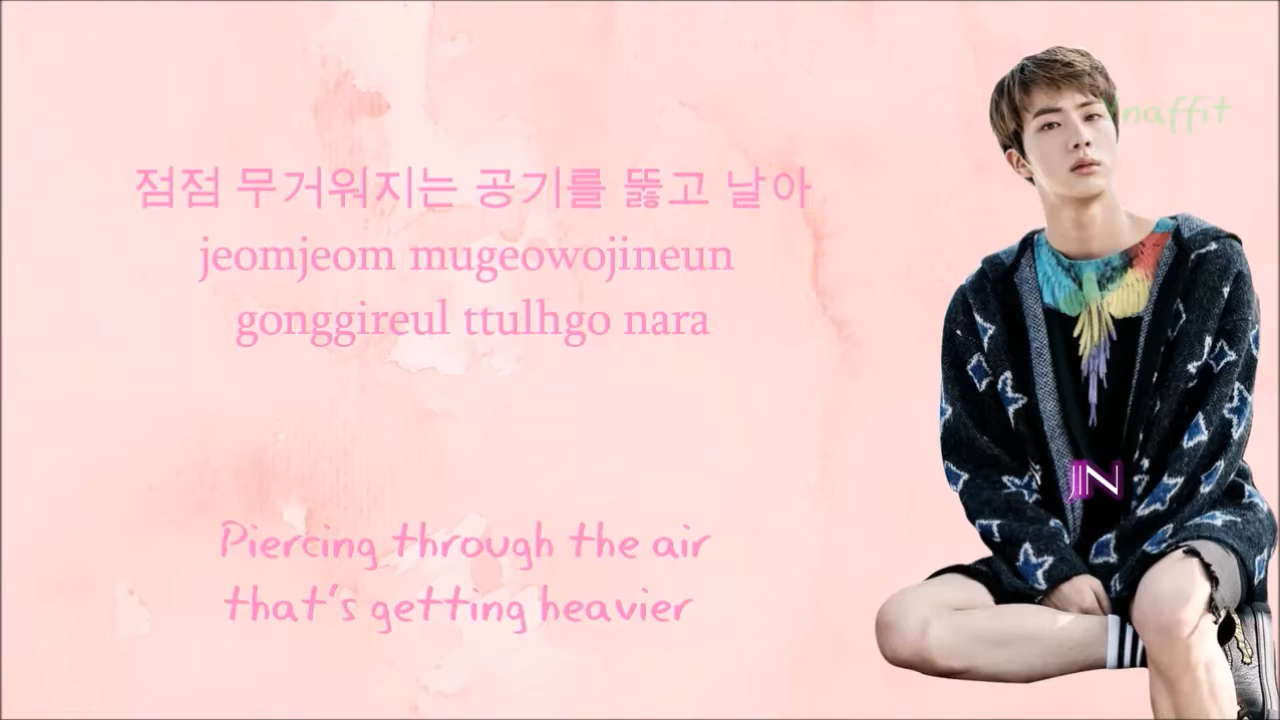 점점 무거워지는 공기를 뚫고 날아
jeomjeom mugeowojineun
gonggireul ttulhgo nara
Piercing through the air
that's getting heavier
JIN